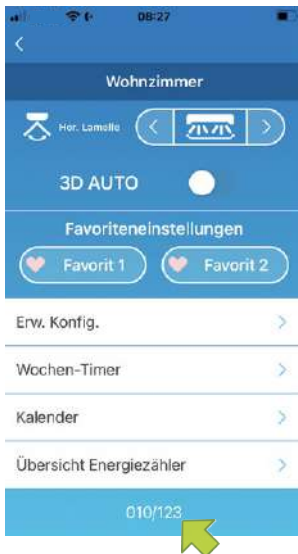 08:27
Wohnzimmer
Hor. Lamelle
3D AUTO
Favoriteneinstellungen
Favorit 1 Favorit 2
Erw. Konfig.
Wochen-Timer
Kalender
Übersicht Energiezähler
010/123